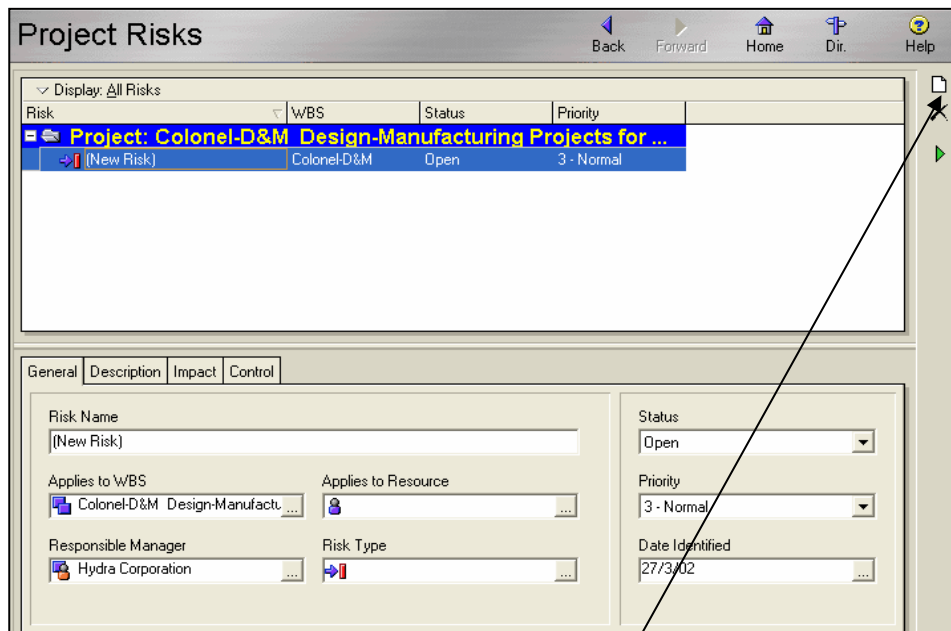 Project Risks
Back Forward Home Dir. Help
Display: All Risks
Risk WBS Status Priority
Project: Colonel-D&M Design-Manufacturing Projects for ...
(New Risk) Colonel-D&M Open 3 - Normal
General Description Impact Control
Risk Name
(New Risk)
Status
Open
Applies to WBS Applies to Resource
Colonel-D&M Design-Manufactu ... ...
Priority
3 - Normal
Responsible Manager Risk Type
Hydra Corporation ... ...
Date Identified
27/3/02 ...